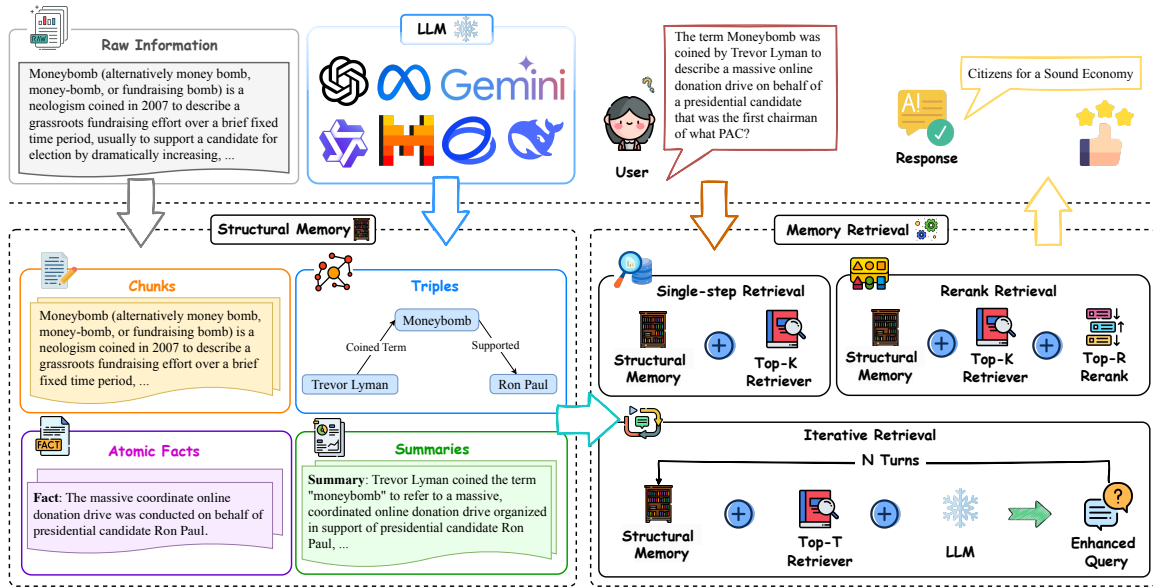 RAW
Raw Information
Moneybomb (alternatively money bomb,
money-bomb, or fundraising bomb) is a
neologism coined in 2007 to describe a
grassroots fundraising effort over a brief fixed
time period, usually to support a candidate for
election by dramatically increasing, ...
LLM
Gemini
User
The term Moneybomb was
coined by Trevor Lyman to
describe a massive online
donation drive on behalf of
a presidential candidate
that was the first chairman
of what PAC?
AI
Response
Citizens for a Sound Economy
Structural Memory
Chunks
Moneybomb (alternatively money bomb,
money-bomb, or fundraising bomb) is a
neologism coined in 2007 to describe a
grassroots fundraising effort over a brief
fixed time period, ...
Triples
Moneybomb
Coined Term
Supported
Trevor Lyman
Ron Paul
FACT
Atomic Facts
Fact: The massive coordinate online
donation drive was conducted on behalf of
presidential candidate Ron Paul.
Summaries
Summary: Trevor Lyman coined the term
"moneybomb" to refer to a massive,
coordinated online donation drive organized
in support of presidential candidate Ron
Paul, ...
Memory Retrieval
Single-step Retrieval
Structural
Memory
Top-K
Retriever
Rerank Retrieval
Structural
Memory
Top-K
Retriever
Top-R
Rerank
Iterative Retrieval
N Turns
Structural
Memory
Top-T
Retriever
LLM
Enhanced
Query